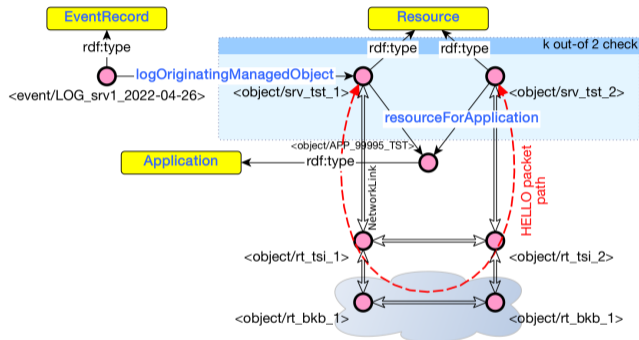 EventRecord
Resource
rdf:type
rdf:type
rdf:type
k out-of 2 check
logOriginatingManagedObject
<event/LOG_srv1_2022-04-26>
<object/srv_tst_1>
<object/srv_tst_2>
resourceForApplication
<object/APP_99995_TST>
Application
rdf:type
NetworkLink
HELLO packet
path
<object/rt_tsi_1>
<object/rt_tsi_2>
<object/rt_bkb_1>
<object/rt_bkb_1>